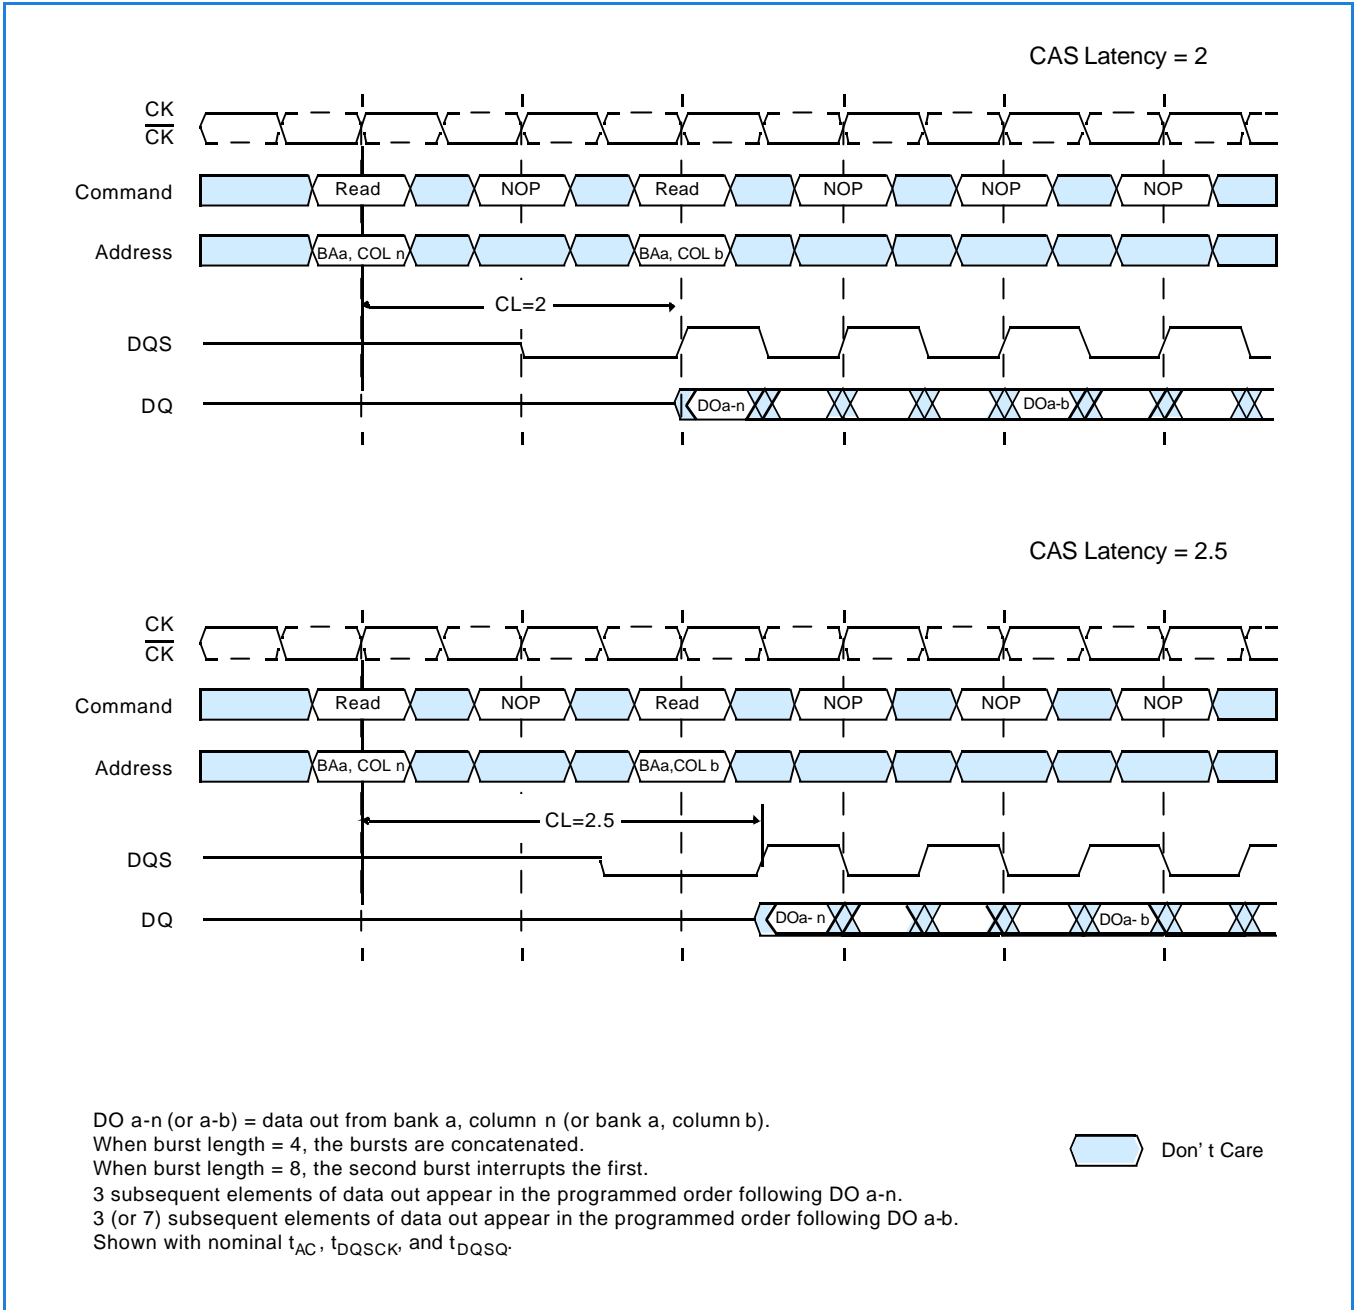 CAS Latency = 2
CK
CK
Command
Read NOP Read NOP NOP NOP
Address
BAa, COL n BAa, COL b
CL=2
DQS
DQ
DOa-n DOa-b
CAS Latency = 2.5
CK
CK
Command
Read NOP Read NOP NOP NOP
Address
BAa, COL n BAa,COL b
CL=2.5
DQS
DQ
DOa- n DOa- b
DO a-n (or a-b) = data out from bank a, column n (or bank a, column b).
When burst length = 4, the bursts are concatenated.
When burst length = 8, the second burst interrupts the first.
3 subsequent elements of data out appear in the programmed order following DO a-n.
3 (or 7) subsequent elements of data out appear in the programmed order following DO a-b.
Shown with nominal tAC, tDQSCK, and tDQSQ.
Don' t Care